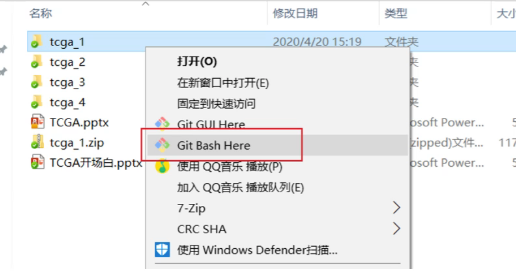 名称 修改日期 类型 大小
tcga_1 2020/4/20 15:19 文件夹
tcga_2
tcga_3
tcga_4
TCGA.pptx
tcga_1.zip
TCGA开场白.pptx
打开(O)
在新窗口中打开(E)
固定到快速访问
Git GUI Here
Git Bash Here
使用 QQ音乐 播放(P)
加入 QQ音乐 播放队列(E)
7-Zip
CRC SHA
使用 Windows Defender扫描...
夹
夹
夹
rosoft Power...
zipped)文件... 117
rosoft Power...